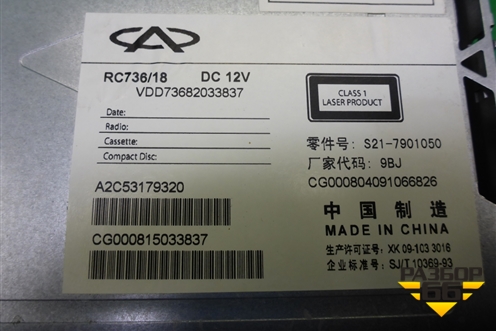 RC736/18 DC 12V
VDD73682033837
Date:
Radio:
Cassette:
Compact Disc:
A2C53179320
CG000815033837
CLASS 1
LASER PRODUCT
零件号: S21-7901050
厂家代码: 9BJ
CG000804091066826
中国制造
MADE IN CHINA
生产许可证号: XK 09-103 3016
企业标准号: SJ/T 10369-93
РАЗБОР
66